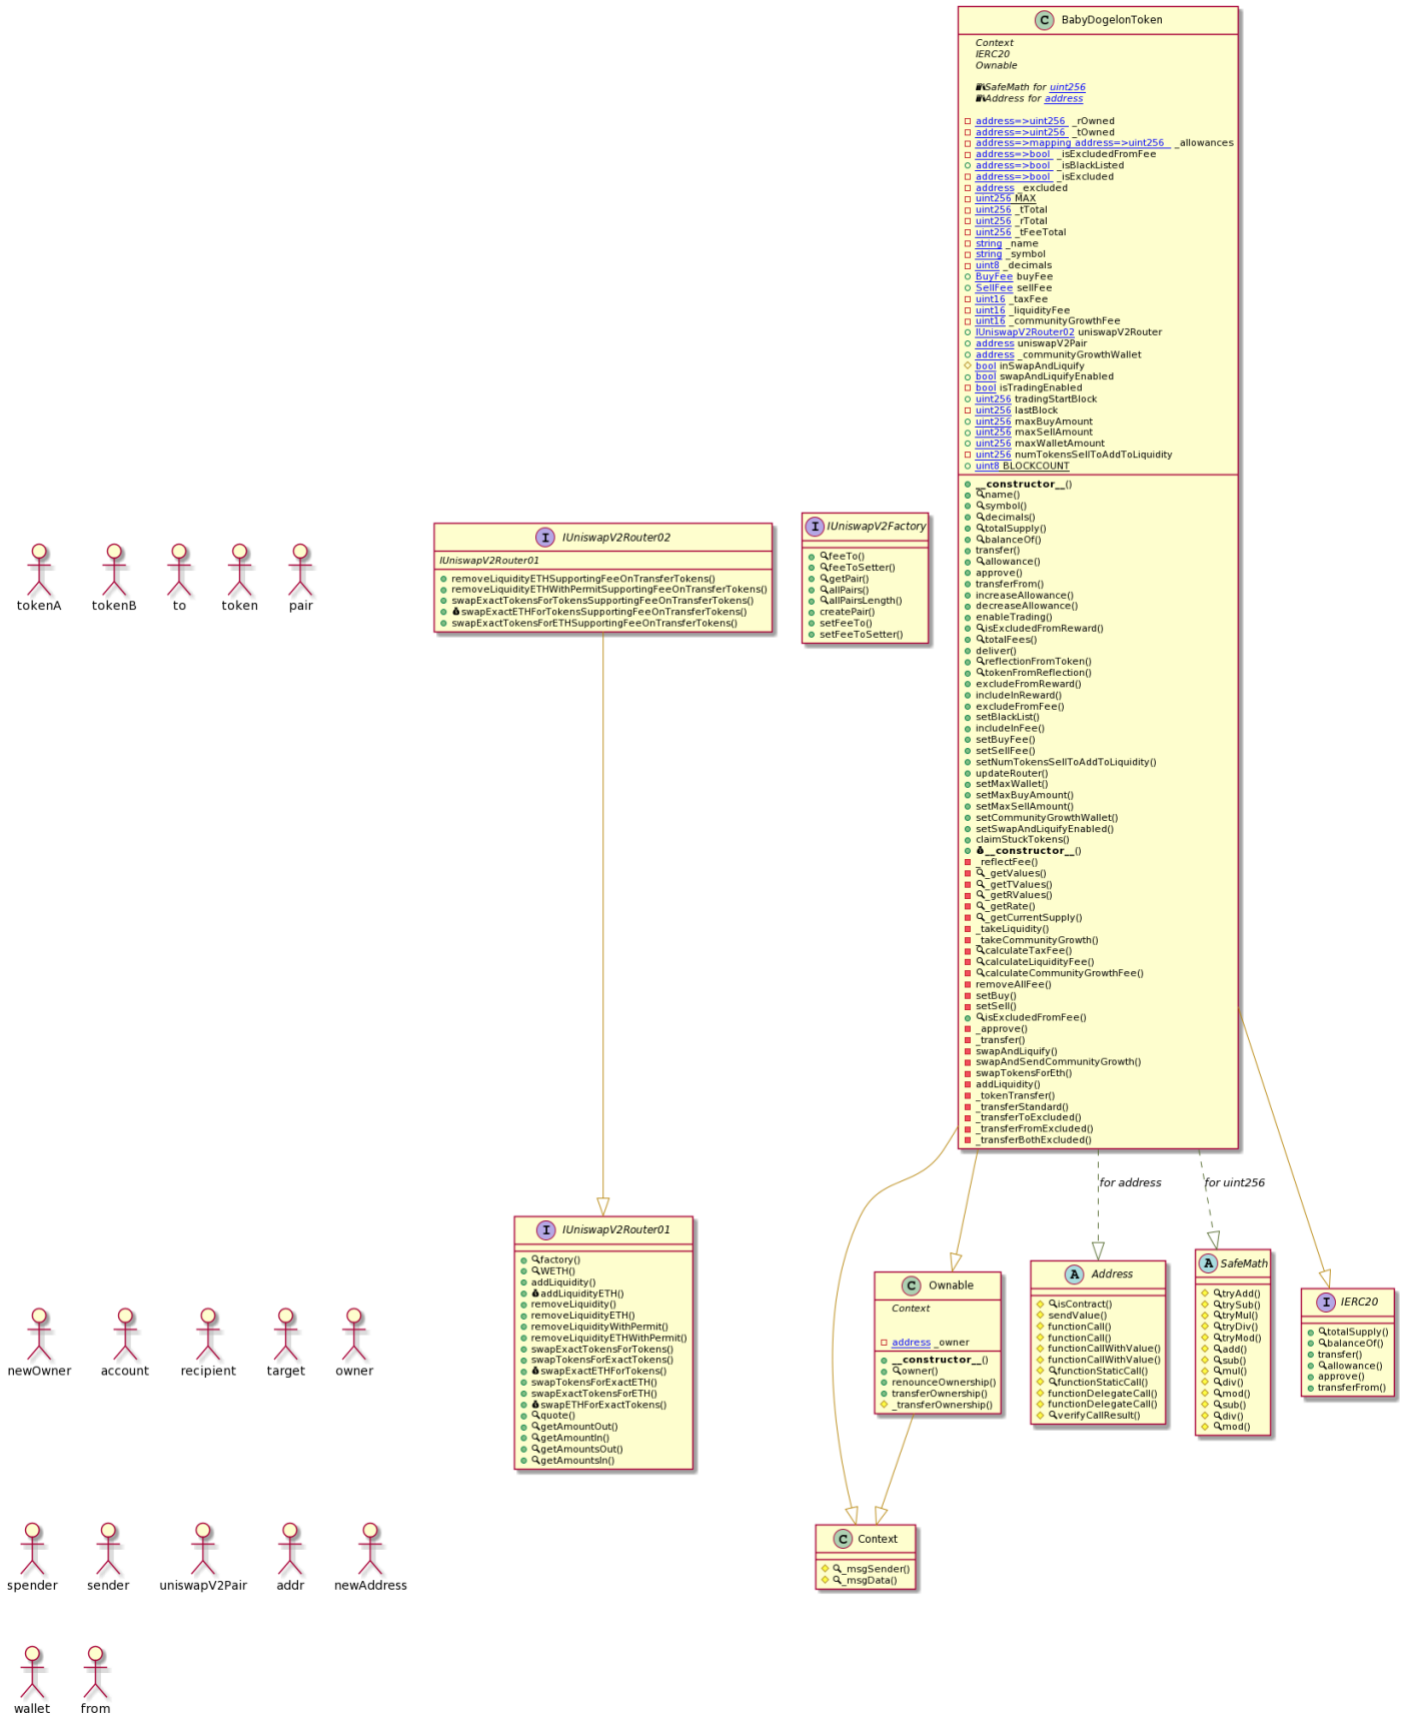 C BabyDogelonToken
Context
IERC20
Ownable
SafeMath for uint256
Address for address
address=>uint256 _rOwned
address=>uint256 _tOwned
address=>mapping address=>uint256 _allowances
address=>bool _isExcludedFromFee
address=>bool _isBlackListed
address=>bool _isExcluded
address _excluded
uint256 MAX
uint256 _tTotal
uint256 _rTotal
uint256 _tFeeTotal
string _name
string _symbol
uint8 _decimals
BuyFee buyFee
SellFee sellFee
uint16 _taxFee
uint16 _liquidityFee
uint16 _communityGrowthFee
IUniswapV2Router02 uniswapV2Router
address uniswapV2Pair
address _communityGrowthWallet
bool inSwapAndLiquify
bool swapAndLiquifyEnabled
bool isTradingEnabled
uint256 tradingStartBlock
uint256 lastBlock
uint256 maxBuyAmount
uint256 maxSellAmount
uint256 maxWalletAmount
uint256 numTokensSellToAddToLiquidity
uint8 BLOCKCOUNT
__constructor__()
name()
symbol()
decimals()
totalSupply()
balanceOf()
transfer()
allowance()
approve()
transferFrom()
increaseAllowance()
decreaseAllowance()
enableTrading()
isExcludedFromReward()
totalFees()
deliver()
reflectionFromToken()
tokenFromReflection()
excludeFromReward()
includeInReward()
excludeFromFee()
setBlackList()
includeInFee()
setBuyFee()
setSellFee()
setNumTokensSellToAddToLiquidity()
updateRouter()
setMaxWallet()
setMaxBuyAmount()
setMaxSellAmount()
setCommunityGrowthWallet()
setSwapAndLiquifyEnabled()
claimStuckTokens()
__constructor__()
_reflectFee()
_getValues()
_getTValues()
_getRValues()
_getRate()
_getCurrentSupply()
_takeLiquidity()
_takeCommunityGrowth()
calculateTaxFee()
calculateLiquidityFee()
calculateCommunityGrowthFee()
removeAllFee()
setBuy()
setSell()
isExcludedFromFee()
_approve()
_transfer()
swapAndLiquify()
swapAndSendCommunityGrowth()
swapTokensForEth()
addLiquidity()
_tokenTransfer()
_transferStandard()
_transferToExcluded()
_transferFromExcluded()
_transferBothExcluded()
tokenA
tokenB
to
token
pair
I IUniswapV2Router02
IUniswapV2Router01
removeLiquidityETHSupportingFeeOnTransferTokens()
removeLiquidityETHWithPermitSupportingFeeOnTransferTokens()
swapExactTokensForTokensSupportingFeeOnTransferTokens()
swapExactETHForTokensSupportingFeeOnTransferTokens()
swapExactTokensForETHSupportingFeeOnTransferTokens()
I IUniswapV2Factory
feeTo()
feeToSetter()
getPair()
allPairs()
allPairsLength()
createPair()
setFeeTo()
setFeeToSetter()
for address
for uint256
newOwner
account
recipient
target
owner
I IUniswapV2Router01
factory()
WETH()
addLiquidity()
addLiquidityETH()
removeLiquidity()
removeLiquidityETH()
removeLiquidityWithPermit()
removeLiquidityETHWithPermit()
swapExactTokensForTokens()
swapTokensForExactTokens()
swapExactETHForTokens()
swapTokensForExactETH()
swapExactTokensForETH()
swapETHForExactTokens()
quote()
getAmountOut()
getAmountIn()
getAmountsOut()
getAmountsIn()
C Ownable
Context
address _owner
__constructor__()
owner()
renounceOwnership()
transferOwnership()
_transferOwnership()
A Address
isContract()
sendValue()
functionCall()
functionCall()
functionCallWithValue()
functionCallWithValue()
functionStaticCall()
functionStaticCall()
functionDelegateCall()
functionDelegateCall()
verifyCallResult()
A SafeMath
tryAdd()
trySub()
tryMul()
tryDiv()
tryMod()
add()
sub()
mul()
div()
mod()
sub()
div()
mod()
I IERC20
totalSupply()
balanceOf()
transfer()
allowance()
approve()
transferFrom()
spender
sender
uniswapV2Pair
addr
newAddress
C Context
_msgSender()
_msgData()
wallet
from